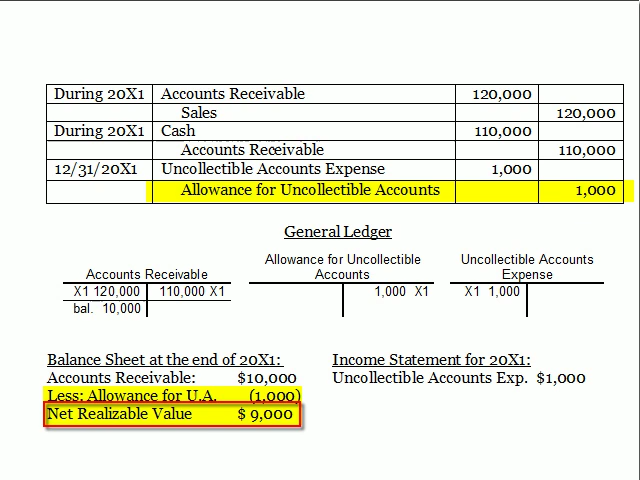 During 20X1 Accounts Receivable 120,000
Sales 120,000
During 20X1 Cash 110,000
Accounts Receivable 110,000
12/31/20X1 Uncollectible Accounts Expense 1,000
Allowance for Uncollectible Accounts 1,000
General Ledger
Allowance for Uncollectible Uncollectible Accounts
Accounts Receivable Accounts Expense
X1 120,000 110,000 X1 1,000 X1 X1 1,000
bal. 10,000
Balance Sheet at the end of 20X1: Income Statement for 20X1:
Accounts Receivable: $10,000 Uncollectible Accounts Exp. $1,000
Less: Allowance for U.A. (1,000)
Net Realizable Value $ 9,000